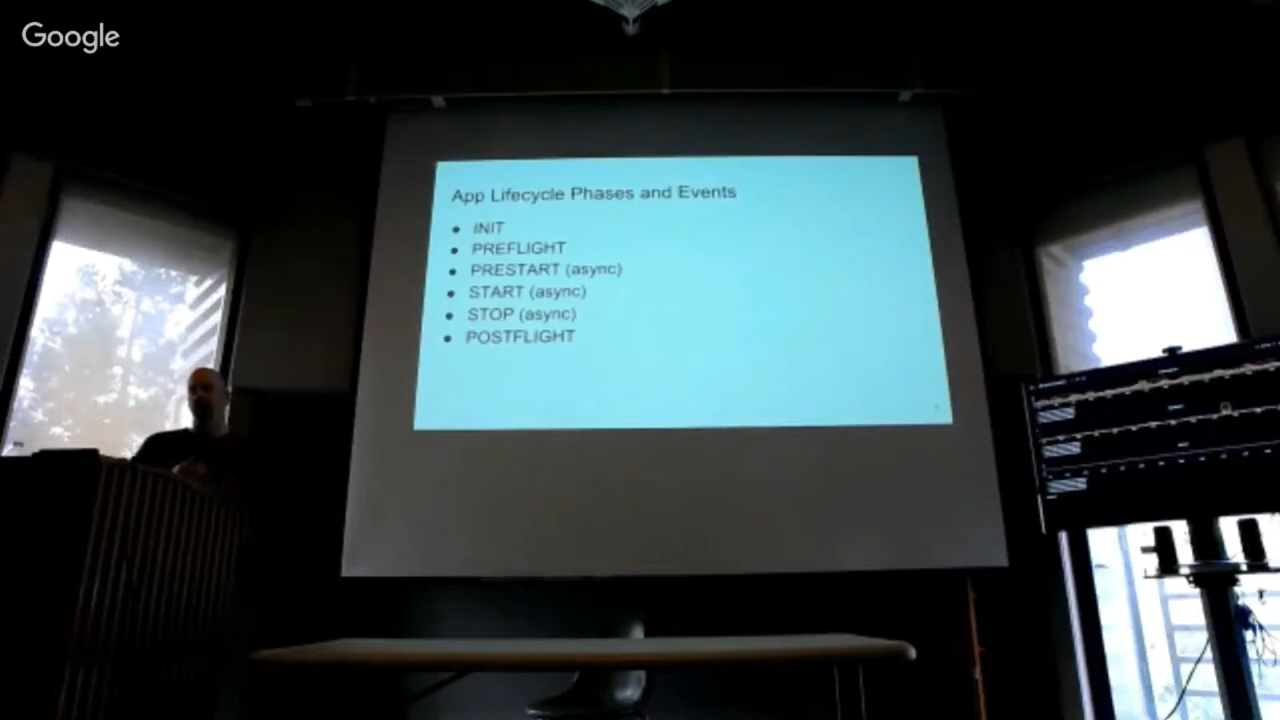 Google
App Lifecycle Phases and Events
• INIT
• PREFLIGHT
• PRESTART (async)
• START (async)
• STOP (async)
• POSTFLIGHT